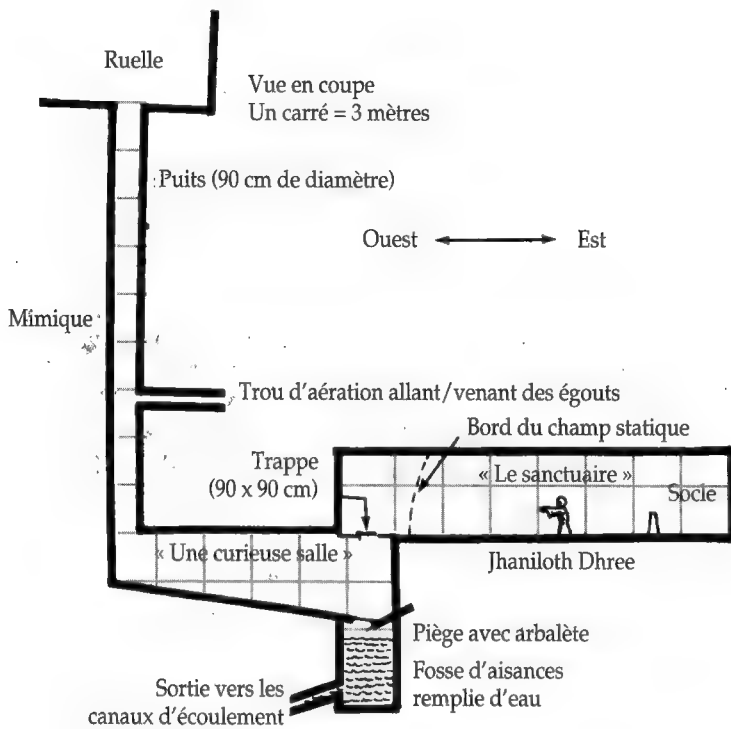 Ruelle
Vue en coupe
Un carré = 3 mètres
Puits (90 cm de diamètre)
Ouest
Est
Mimique
Trou d'aération allant/venant des égouts
Bord du champ statique
Trappe
(90 x 90 cm)
« Le sanctuaire »
Socle
« Une curieuse salle »
Jhaniloth Dhree
Piège avec arbalète
Fosse d'aisances
remplie d'eau
Sortie vers les
canaux d'écoulement